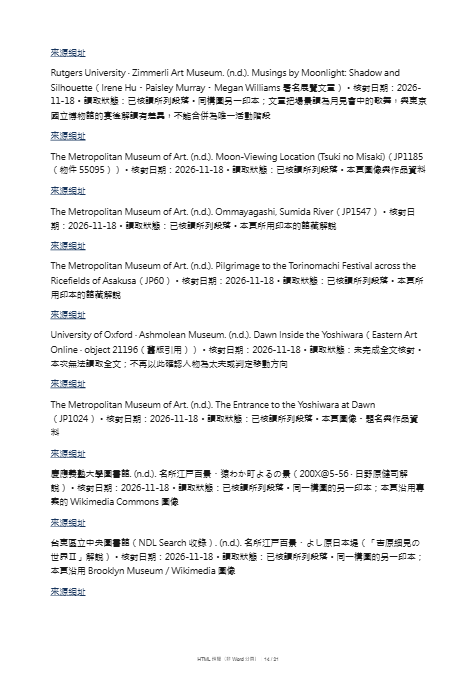 來源網址
Rutgers University · Zimmerli Art Museum. (n.d.). Musings by Moonlight: Shadow and
Silhouette（Irene Hu、Paisley Murray、Megan Williams 署名展覽文章）。核對日期：2026-
11-18。讀取狀態：已核讀所列段落。同構圖另一印本；文章把場景讀為月見會中的歌舞，與東京
國立博物館的宴後解讀有差異，不能合併為唯一活動階段
來源網址
The Metropolitan Museum of Art. (n.d.). Moon-Viewing Location (Tsuki no Misaki)（JP1185
（物件 55095））。核對日期：2026-11-18。讀取狀態：已核讀所列段落。本頁圖像與作品資料
來源網址
The Metropolitan Museum of Art. (n.d.). Ommayagashi, Sumida River（JP1547）。核對日
期：2026-11-18。讀取狀態：已核讀所列段落。本頁所用印本的館藏解說
來源網址
The Metropolitan Museum of Art. (n.d.). Pilgrimage to the Torinomachi Festival across the
Ricefields of Asakusa（JP60）。核對日期：2026-11-18。讀取狀態：已核讀所列段落。本頁所
用印本的館藏解說
來源網址
University of Oxford · Ashmolean Museum. (n.d.). Dawn Inside the Yoshiwara（Eastern Art
Online · object 21196（舊版引用））。核對日期：2026-11-18。讀取狀態：未完成全文核對。
本次無法讀取全文；不再以此確認人物為太夫或判定移動方向
來源網址
The Metropolitan Museum of Art. (n.d.). The Entrance to the Yoshiwara at Dawn
（JP1024）。核對日期：2026-11-18。讀取狀態：已核讀所列段落。本頁圖像、題名與作品資
料
來源網址
慶應義塾大學圖書館. (n.d.). 名所江戸百景・猿わか町よるの景（200X@5-56 · 日野原健司解
說）。核對日期：2026-11-18。讀取狀態：已核讀所列段落。同一構圖的另一印本；本頁沿用專
案的 Wikimedia Commons 圖像
來源網址
台東區立中央圖書館（NDL Search 收錄）. (n.d.). 名所江戸百景・よし原日本堤（「吉原細見の
世界Ⅱ」解說）。核對日期：2026-11-18。讀取狀態：已核讀所列段落。同一構圖的另一印本；
本頁沿用 Brooklyn Museum / Wikimedia 圖像
來源網址
14 / 21